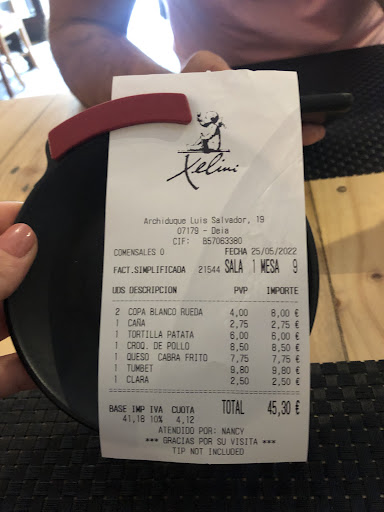 Xelini
Archiduque Luis Salvador, 19
07179 - Deia
CIF: B57063380
COMENSALES 0 FECHA 25/05/2022
FACT.SIMPLIFICADA 21544 SALA 1 MESA 9
UDS DESCRIPCION PVP IMPORTE
2 COPA BLANCO RUEDA 4,00 8,00 €
1 CAÑA 2,75 2,75 €
1 TORTILLA PATATA 6,00 6,00 €
1 CROQ. DE POLLO 8,50 8,50 €
1 QUESO CABRA FRITO 7,75 7,75 €
1 TUMBET 9,80 9,80 €
1 CLARA 2,50 2,50 €
BASE IMP IVA CUOTA TOTAL 45,30 €
41,18 10% 4,12
ATENDIDO POR: NANCY
*** GRACIAS POR SU VISITA ***
TIP NOT INCLUDED